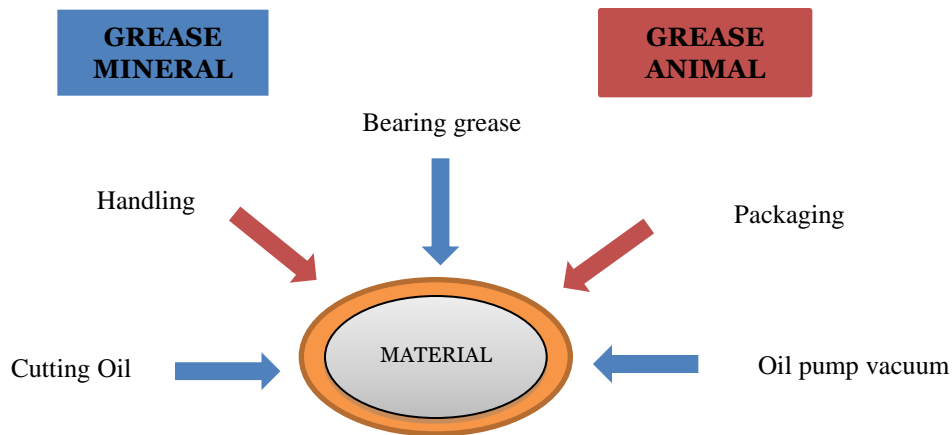 GREASE
MINERAL
GREASE
ANIMAL
Bearing grease
Handling
Packaging
MATERIAL
Cutting Oil
Oil pump vacuum